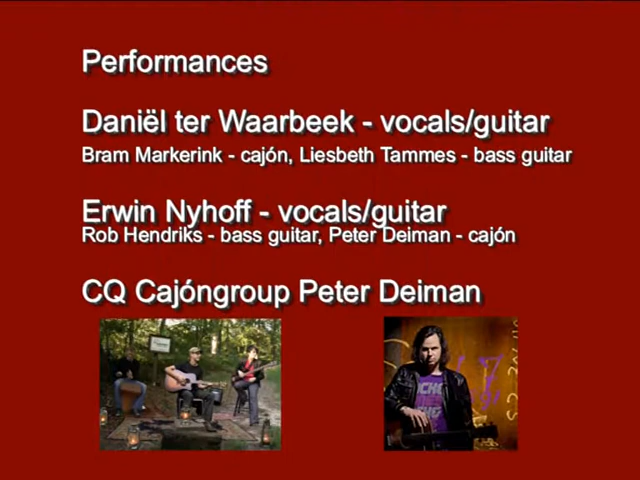 Performances
Daniël ter Waarbeek - vocals/guitar
Bram Markerink - cajón, Liesbeth Tammes - bass guitar
Erwin Nyhoff - vocals/guitar
Rob Hendriks - bass guitar, Peter Deiman - cajón
CQ Cajóngroup Peter Deiman